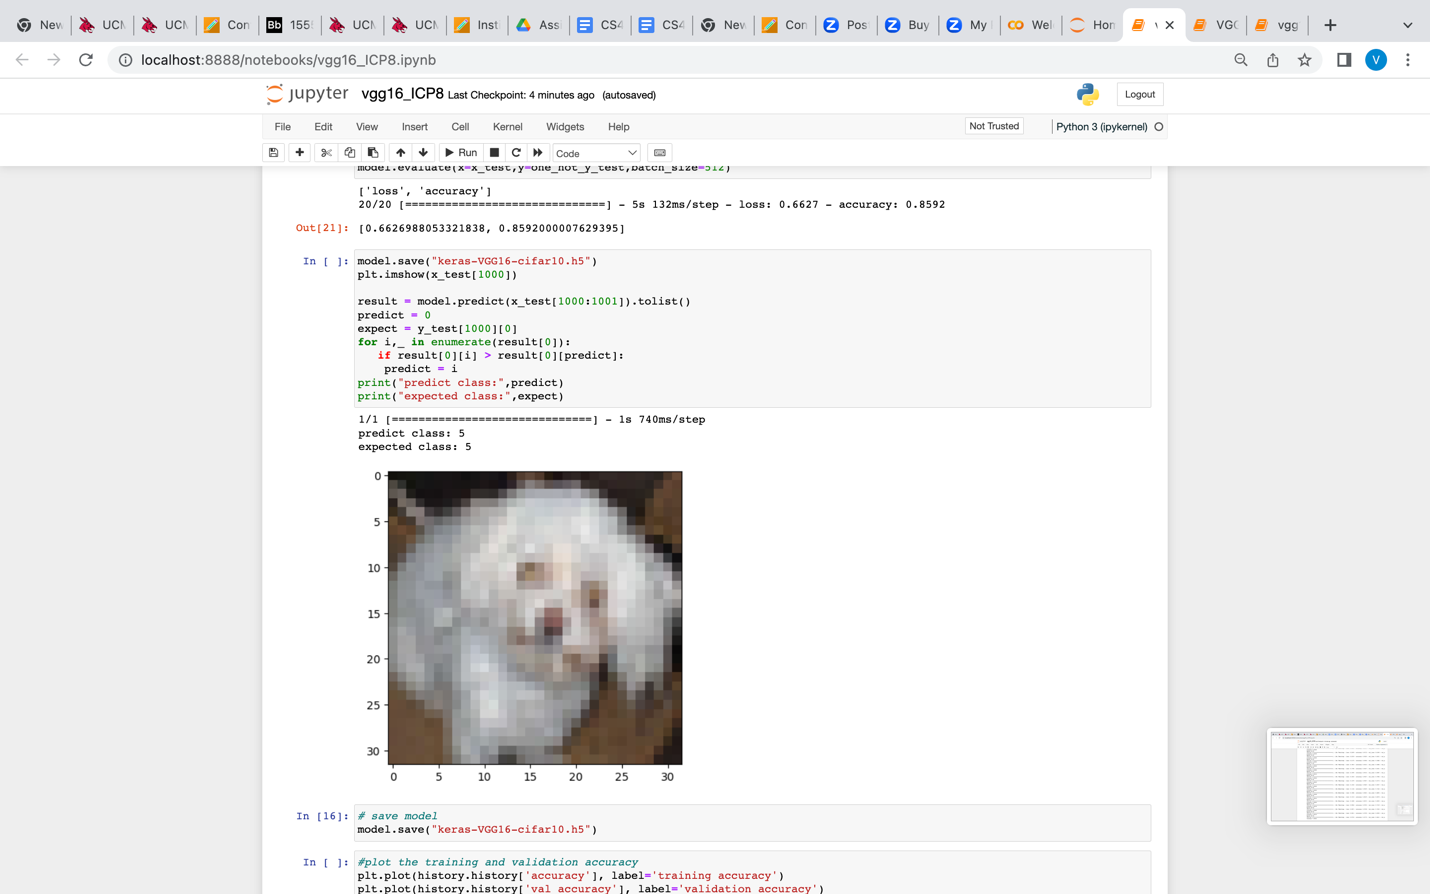 New
UCM
UCM
Con
Bb 155
UCM
UCM
Inst
Assi
CS4
CS4
New
Con
Pos
Buy
My
Wel
Hon
VGG
vgg
localhost:8888/notebooks/vgg16_ICP8.ipynb
V
jupyter vgg16_ICP8 Last Checkpoint: 4 minutes ago (autosaved)
Logout
File Edit View Insert Cell Kernel Widgets Help
Not Trusted
Python 3 (ipykernel)
Run
Code
model.evaluate(x=x_test,y=one_hot_y_test,batch_size=512)
['loss', 'accuracy']
20/20 [==============================] - 5s 132ms/step - loss: 0.6627 - accuracy: 0.8592
Out[21]: [0.6626988053321838, 0.8592000007629395]
In [ ]: model.save("keras-VGG16-cifar10.h5")
plt.imshow(x_test[1000])
result = model.predict(x_test[1000:1001]).tolist()
predict = 0
expect = y_test[1000][0]
for i,_ in enumerate(result[0]):
if result[0][i] > result[0][predict]:
predict = i
print("predict class:",predict)
print("expected class:",expect)
1/1 [==============================] - 1s 740ms/step
predict class: 5
expected class: 5
0
5
10
15
20
25
30
0 5 10 15 20 25 30
In [16]: # save model
model.save("keras-VGG16-cifar10.h5")
In [ ]: #plot the training and validation accuracy
plt.plot(history.history['accuracy'], label='training accuracy')
plt.plot(history.history['val_accuracy'], label='validation accuracy')